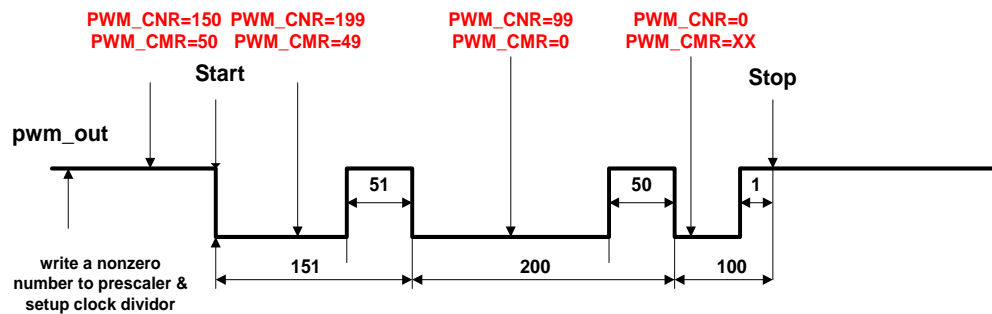 PWM_CNR=150 PWM_CNR=199 PWM_CNR=99 PWM_CNR=0
PWM_CMR=50 PWM_CMR=49 PWM_CMR=0 PWM_CMR=XX
Start
Stop
pwm_out
51
50
1
write a nonzero
number to prescaler &
setup clock dividor
151
200
100